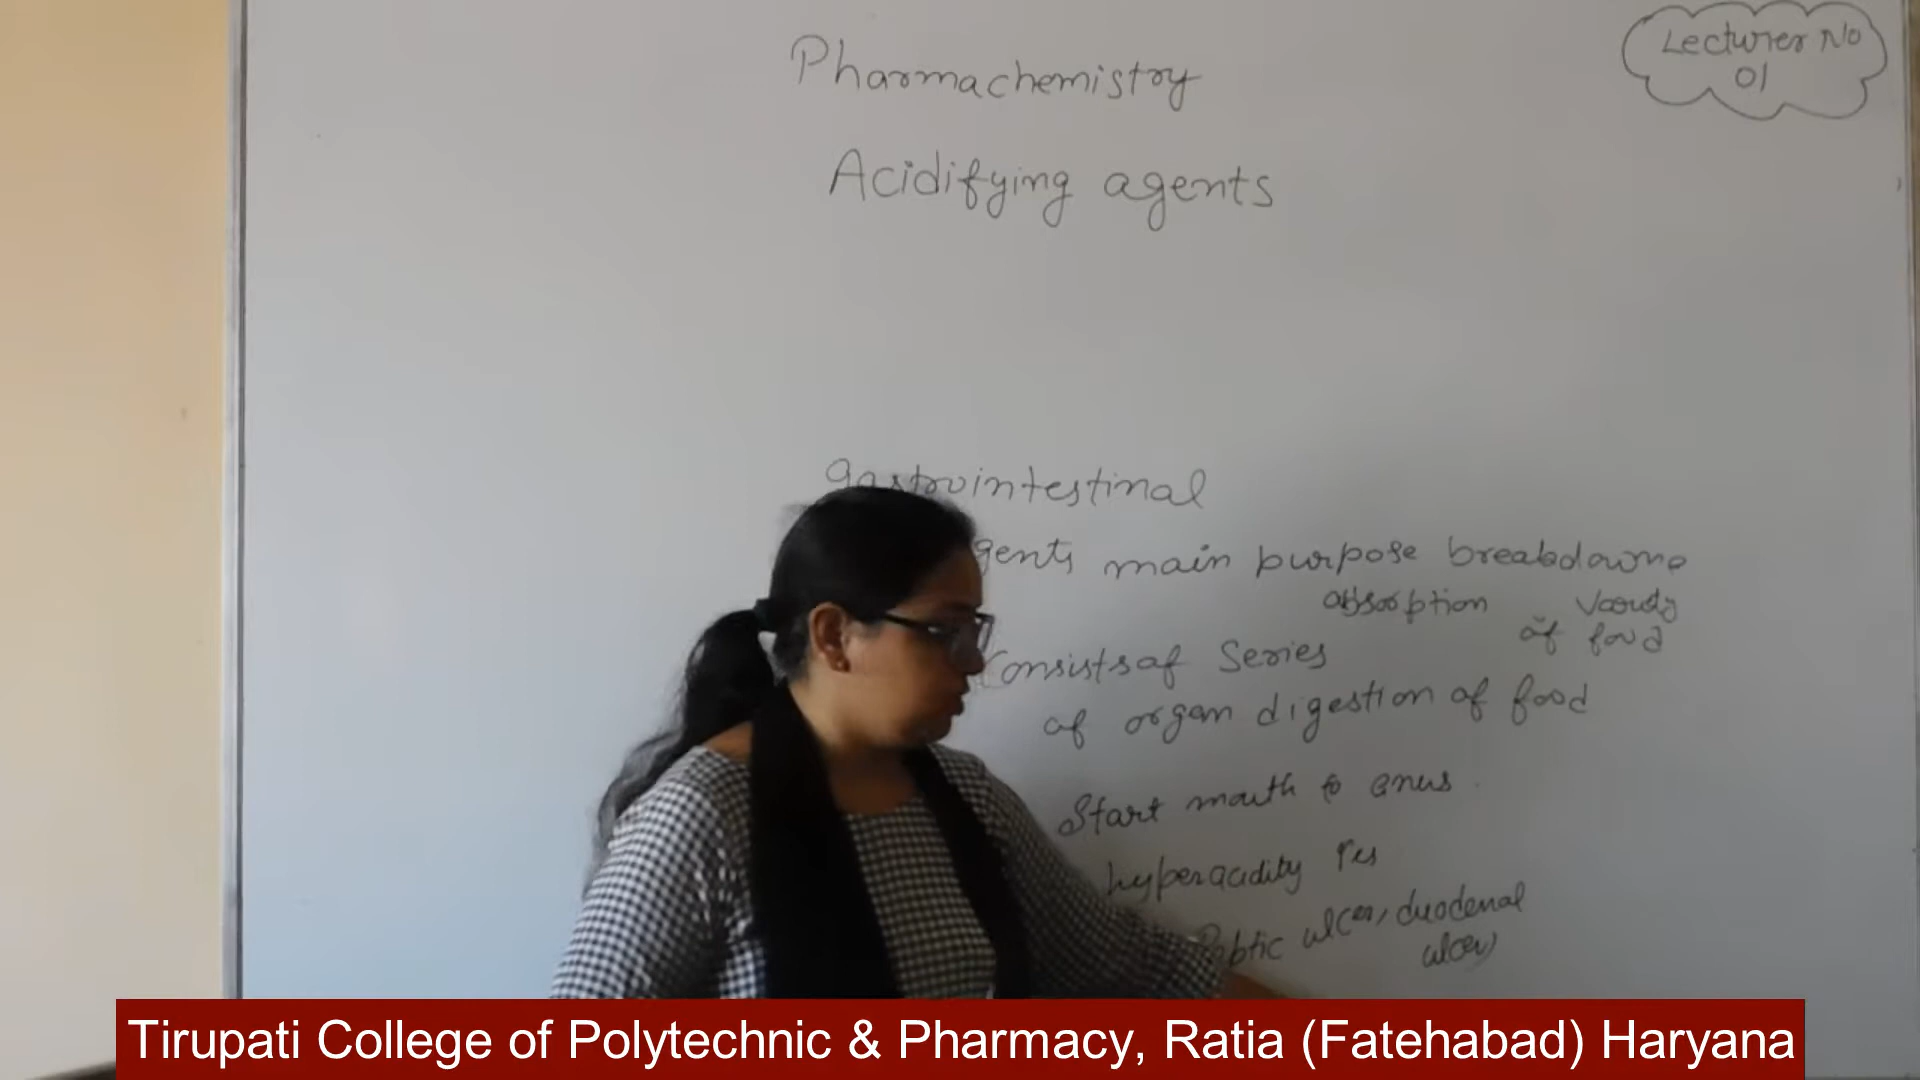 Lecturer No
01
Pharmachemistry
Acidifying agents
gastrointestinal
gents main purpose breakdown
absorption
of food
Consists of Series
of organ digestion of food
Start mouth to anus
hyperacidity
ulcer, duodenal
ulcer
Tirupati College of Polytechnic & Pharmacy, Ratia (Fatehabad) Haryana